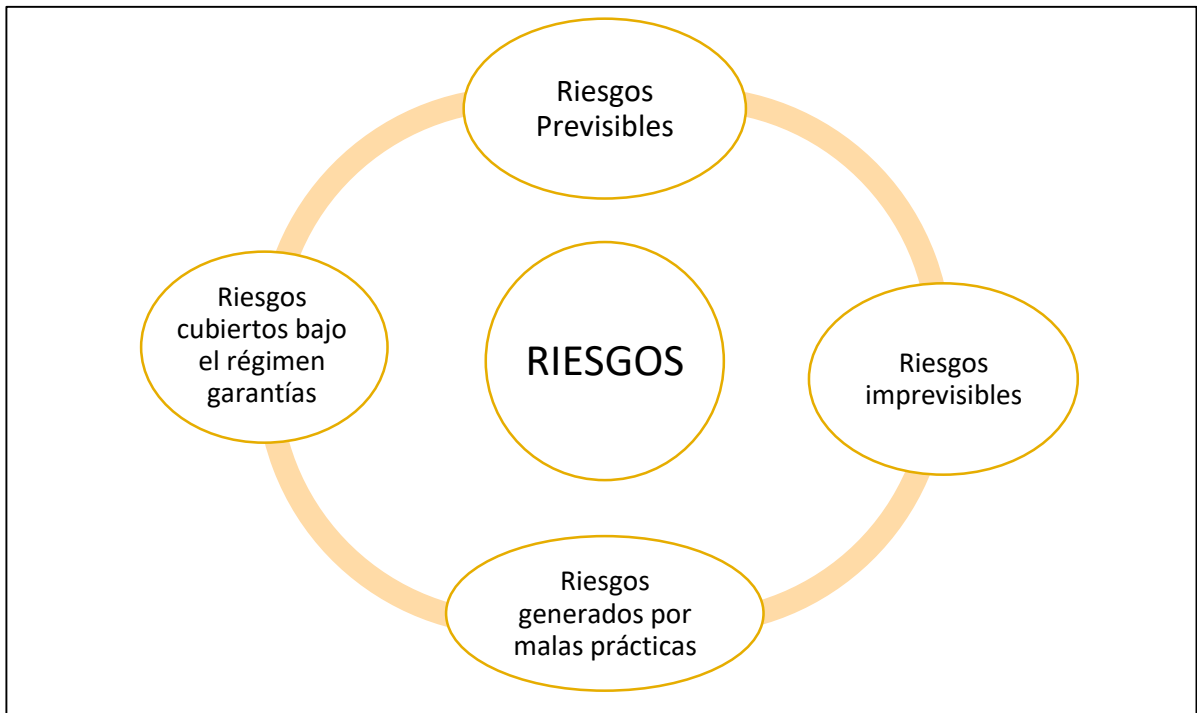 Riesgos
Previsibles
Riesgos
cubiertos bajo
el régimen
garantías
RIESGOS
Riesgos
imprevisibles
Riesgos
generados por
malas prácticas